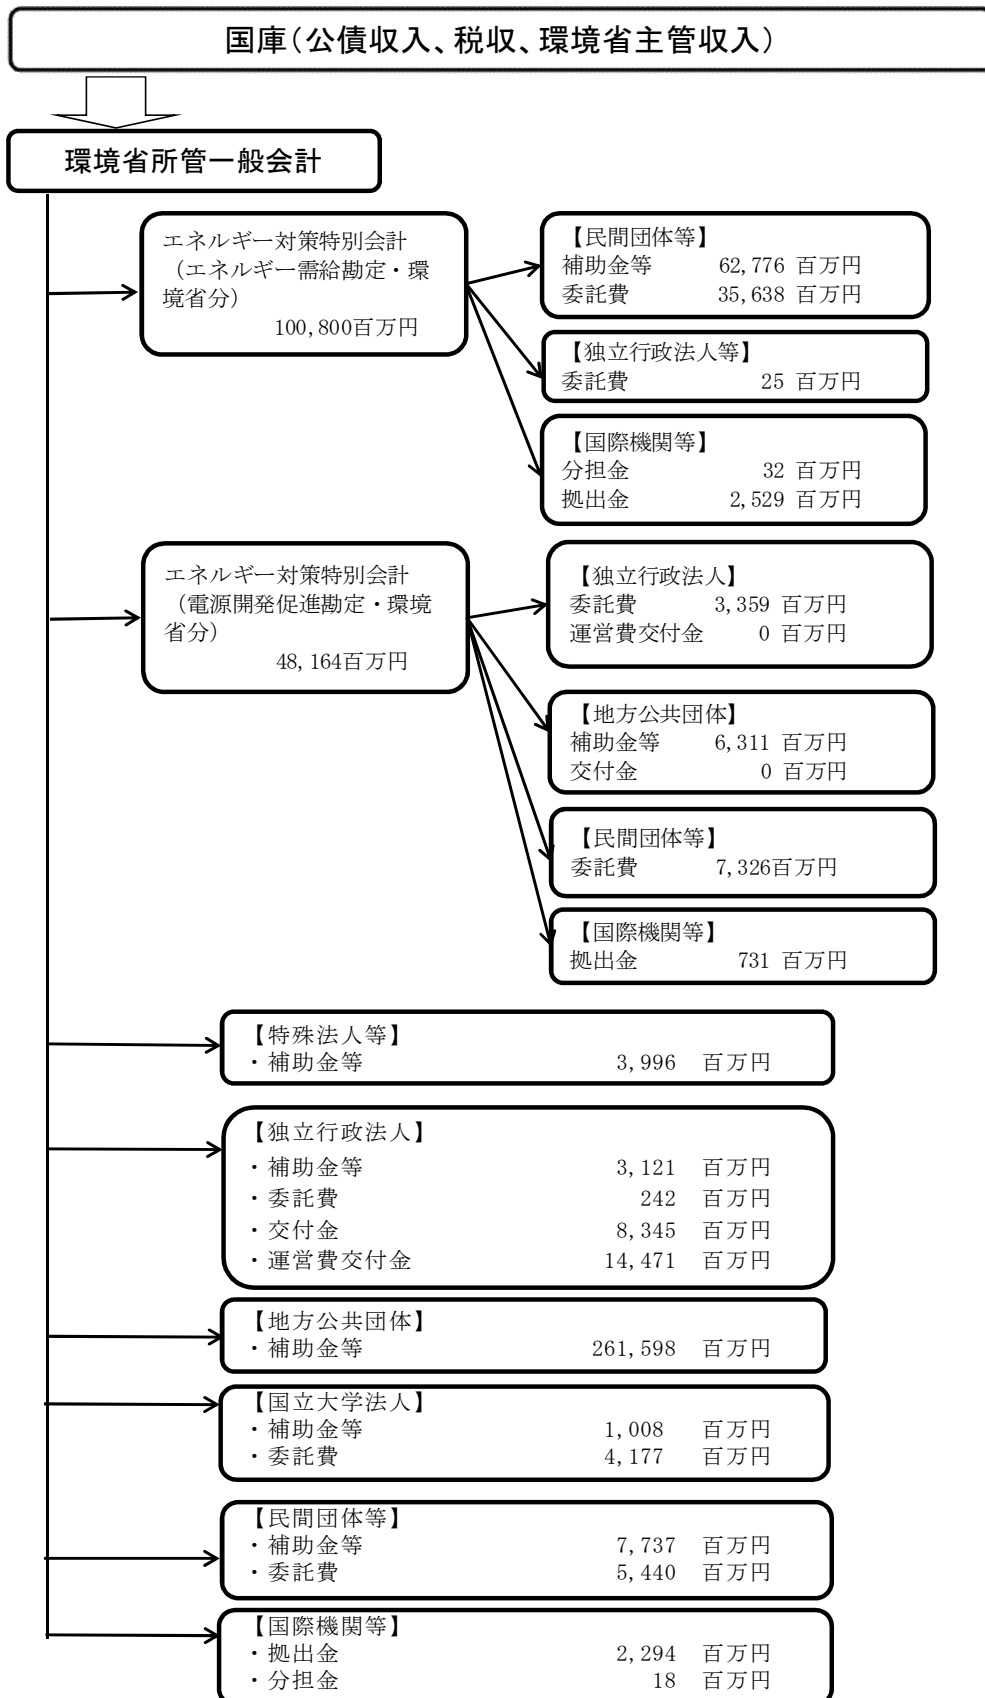 国庫（公債収入、税収、環境省主管収入）
環境省所管一般会計
エネルギー対策特別会計
（エネルギー需給勘定・環
境省分）
100,800百万円
【民間団体等】
補助金等 62,776 百万円
委託費 35,638 百万円
【独立行政法人等】
委託費 25 百万円
【国際機関等】
分担金 32 百万円
拠出金 2,529 百万円
エネルギー対策特別会計
（電源開発促進勘定・環境
省分）
48,164百万円
【独立行政法人】
委託費 3,359 百万円
運営費交付金 0 百万円
【地方公共団体】
補助金等 6,311 百万円
交付金 0 百万円
【民間団体等】
委託費 7,326百万円
【国際機関等】
拠出金 731 百万円
【特殊法人等】
・補助金等 3,996 百万円
【独立行政法人】
・補助金等 3,121 百万円
・委託費 242 百万円
・交付金 8,345 百万円
・運営費交付金 14,471 百万円
【地方公共団体】
・補助金等 261,598 百万円
【国立大学法人】
・補助金等 1,008 百万円
・委託費 4,177 百万円
【民間団体等】
・補助金等 7,737 百万円
・委託費 5,440 百万円
【国際機関等】
・拠出金 2,294 百万円
・分担金 18 百万円